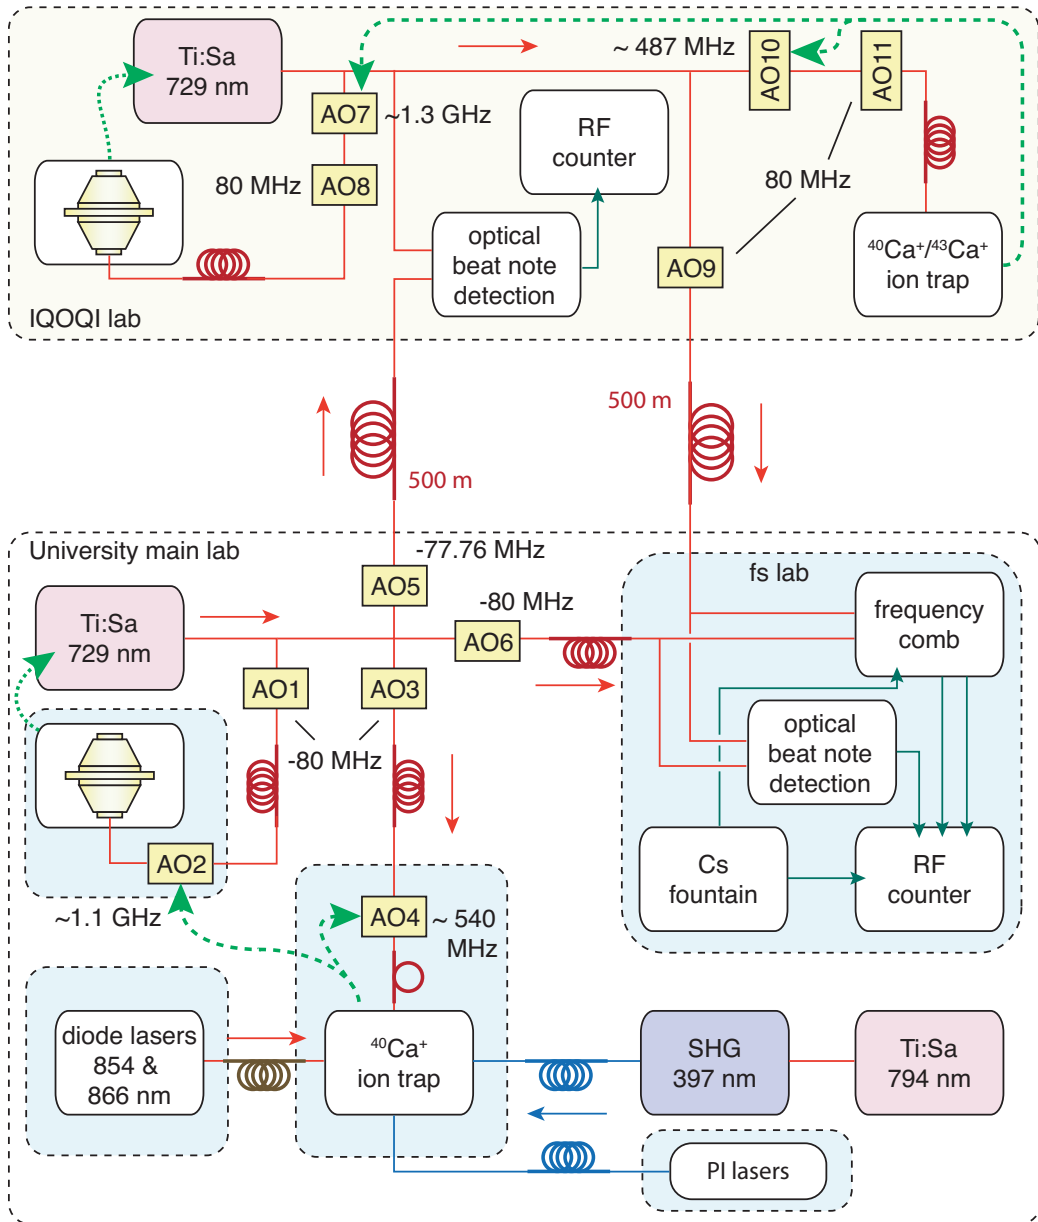 Ti:Sa
729 nm
~ 487 MHz
AO10
AO11
AO7
~1.3 GHz
RF
counter
80 MHz
AO8
80 MHz
optical
beat note
detection
AO9
⁴⁰Ca⁺/⁴³Ca⁺
ion trap
IQOQI lab
500 m
500 m
University main lab
-77.76 MHz
AO5
fs lab
Ti:Sa
729 nm
-80 MHz
AO6
frequency
comb
AO1
AO3
-80 MHz
optical
beat note
detection
AO2
~1.1 GHz
Cs
fountain
RF
counter
AO4
~ 540
MHz
diode lasers
854 &
866 nm
⁴⁰Ca⁺
ion trap
SHG
397 nm
Ti:Sa
794 nm
PI lasers